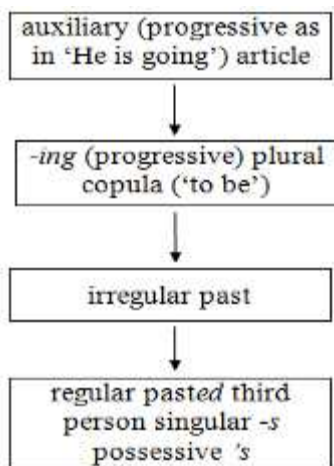 auxiliary (progressive as
in ‘He is going’) article
-ing (progressive) plural
copula (‘to be’)
irregular past
regular pasted third
person singular -s
possessive ’s